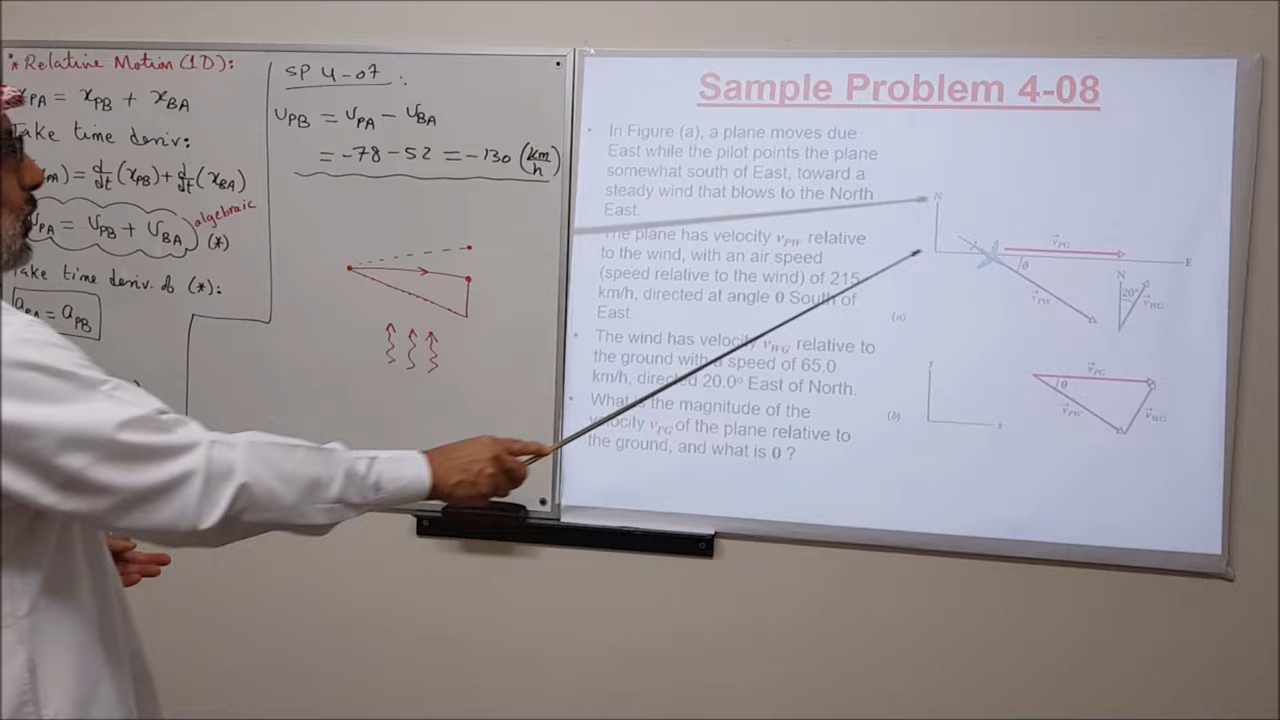 * Relative Motion (1D):
x_PA = x_PB + x_BA
Take time deriv:
(x_PA) = d/dt (x_PB) + d/dt (x_BA)
v_PA = v_PB + v_BA (*)
algebraic
Take time deriv. of (*):
a_PA = a_PB
SP 4-07 :
v_PB = v_PA - v_BA
= -78 - 52 = -130 (km/h)
Sample Problem 4-08
• In Figure (a), a plane moves due
East while the pilot points the plane
somewhat south of East, toward a
steady wind that blows to the North
East.
The plane has velocity v_PW relative
to the wind, with an air speed
(speed relative to the wind) of 215
km/h, directed at angle θ South of
East.
• The wind has velocity v_WG relative to
the ground with a speed of 65.0
km/h, directed 20.0° East of North.
• What is the magnitude of the
velocity v_PG of the plane relative to
the ground, and what is θ ?
N
v_PG
E
θ
v_PW
N
20°
v_WG
(a)
y
x
(b)
v_PG
θ
v_PW
v_WG